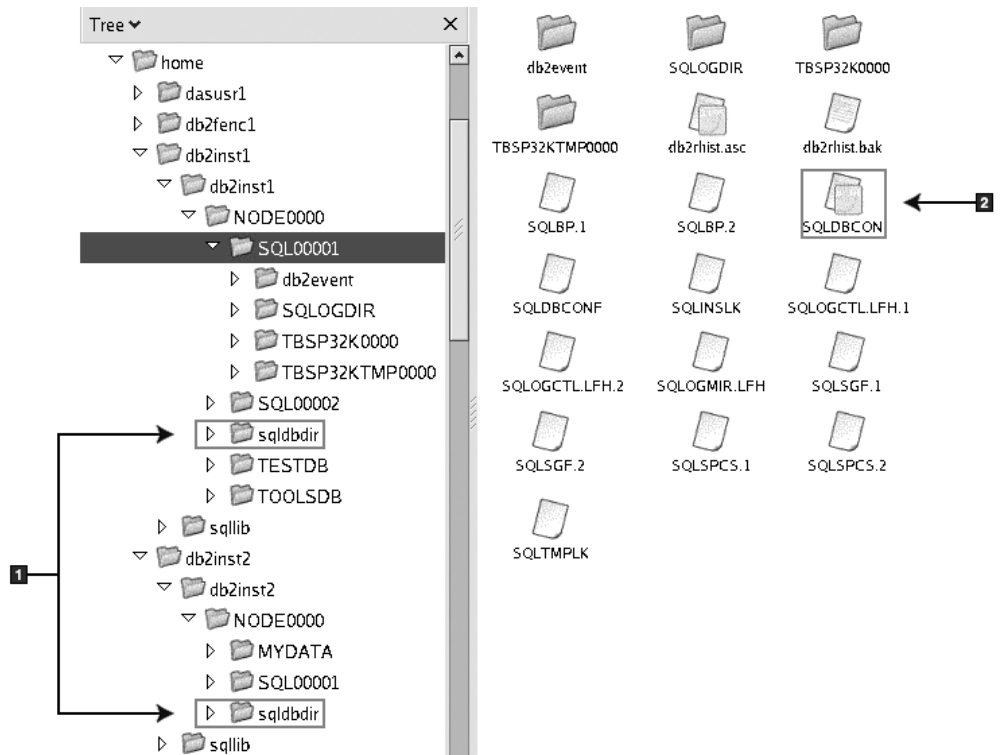 Tree
home
dasusr1
db2fenc1
db2inst1
db2inst1
NODE0000
SQL00001
db2event
SQLOGDIR
TBSP32K0000
TBSP32KTMP0000
SQL00002
sqldbdir
TESTDB
TOOLSDB
sqllib
db2inst2
db2inst2
NODE0000
MYDATA
SQL00001
sqldbdir
sqllib
1
db2event SQLOGDIR TBSP32K0000
TBSP32KTMP0000 db2rhist.asc db2rhist.bak
SQLBP.1 SQLBP.2 SQLDBCON
2
SQLDBCONF SQLINSLK SQLOGCTL.LFH.1
SQLOGCTL.LFH.2 SQLOGMIR.LFH SQLSGF.1
SQLSGF.2 SQLSPCS.1 SQLSPCS.2
SQLTMPLK